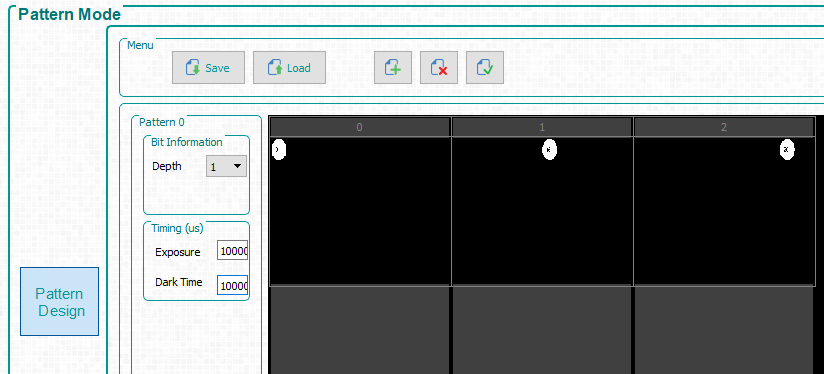 Pattern Mode
Menu
Save
Load
Pattern 0
0
1
2
Bit Information
Depth
1
Timing (us)
Exposure
10000
Dark Time
10000
Pattern
Design